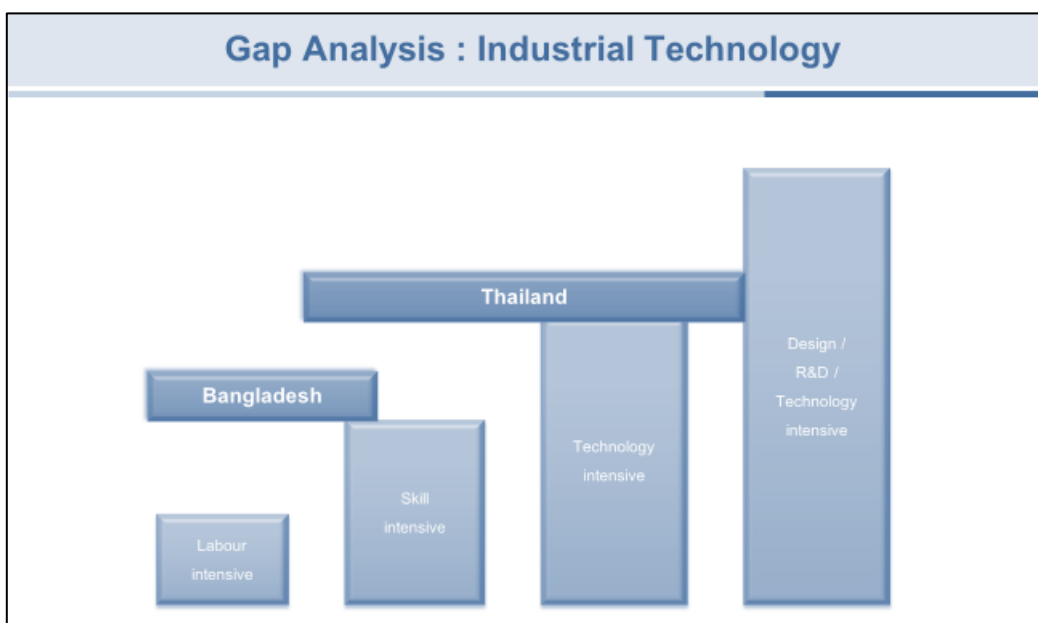 Gap Analysis : Industrial Technology
Thailand
Bangladesh
Labour
intensive
Skill
intensive
Technology
intensive
Design /
R&D /
Technology
intensive